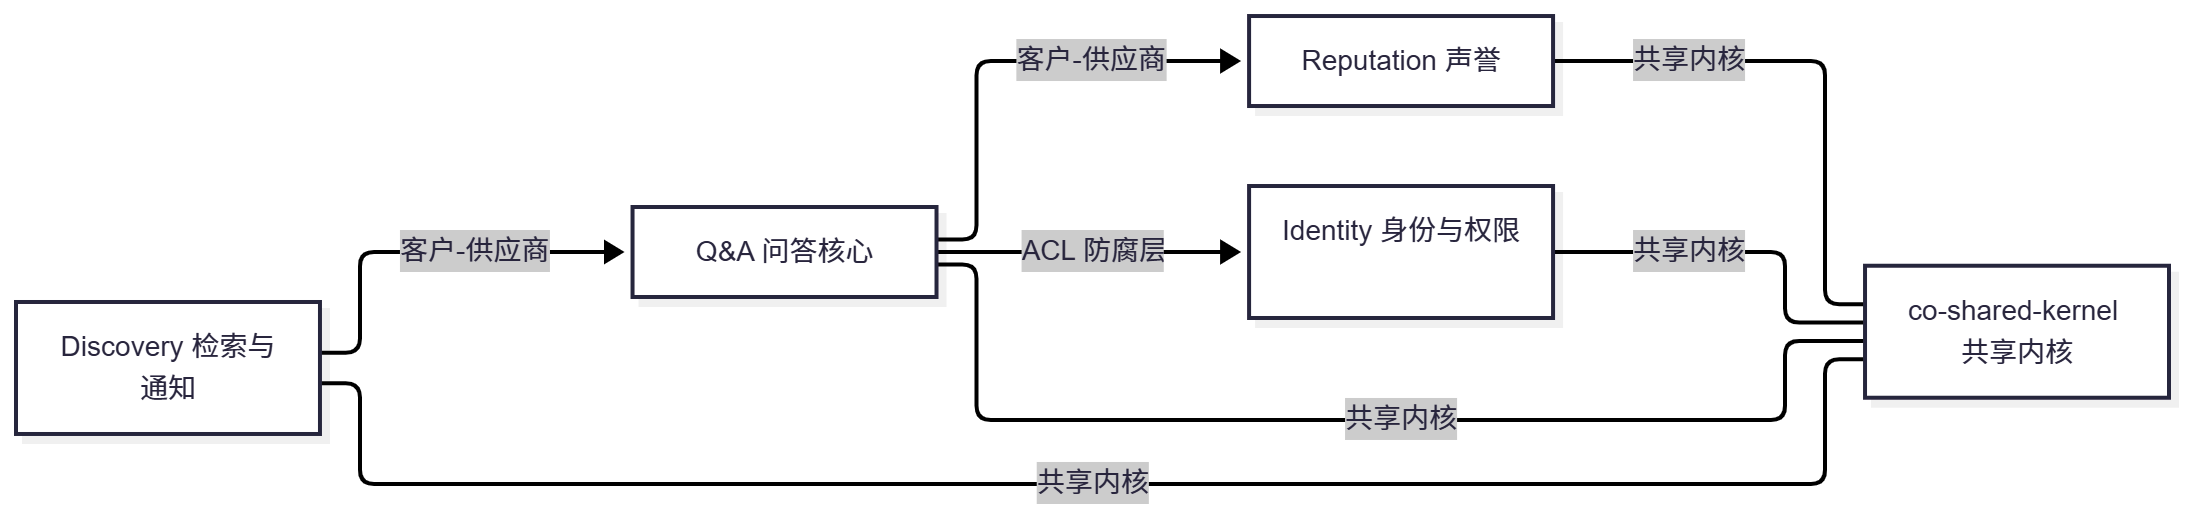 客户-供应商
Reputation 声誉
共享内核
客户-供应商
Q&A 问答核心
ACL 防腐层
Identity 身份与权限
共享内核
Discovery 检索与
通知
co-shared-kernel
共享内核
共享内核
共享内核